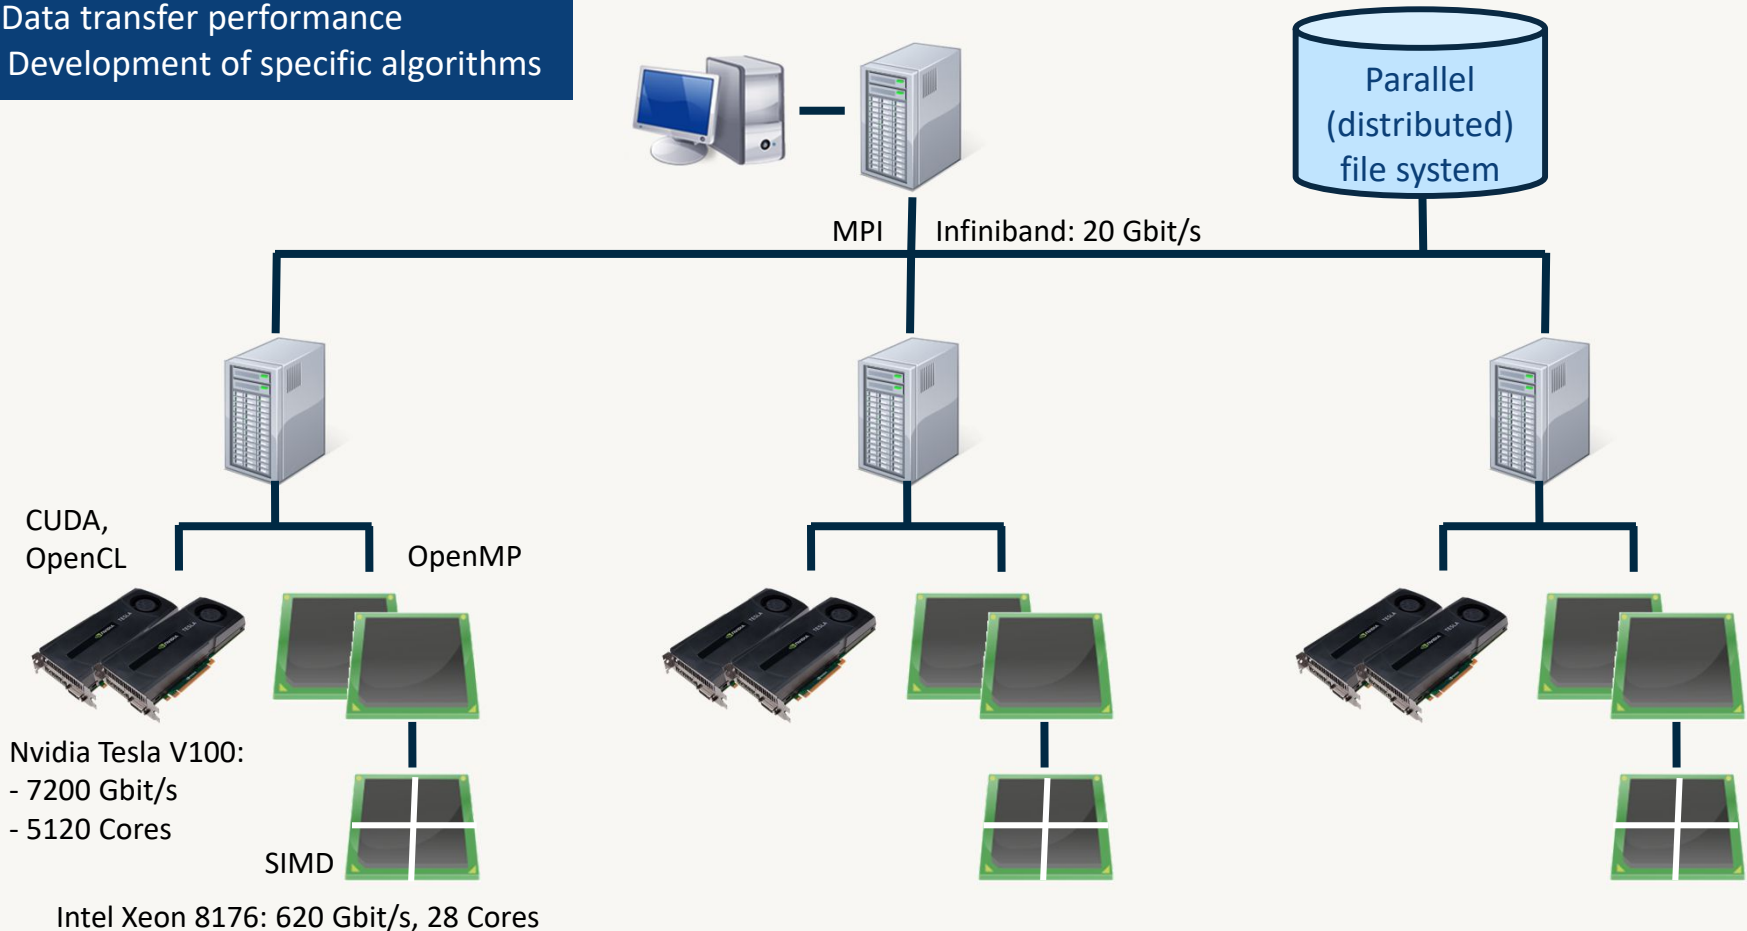 Data transfer performance
Development of specific algorithms
Parallel
(distributed)
file system
MPI
Infiniband: 20 Gbit/s
CUDA,
OpenCL
OpenMP
Nvidia Tesla V100:
- 7200 Gbit/s
- 5120 Cores
SIMD
Intel Xeon 8176: 620 Gbit/s, 28 Cores